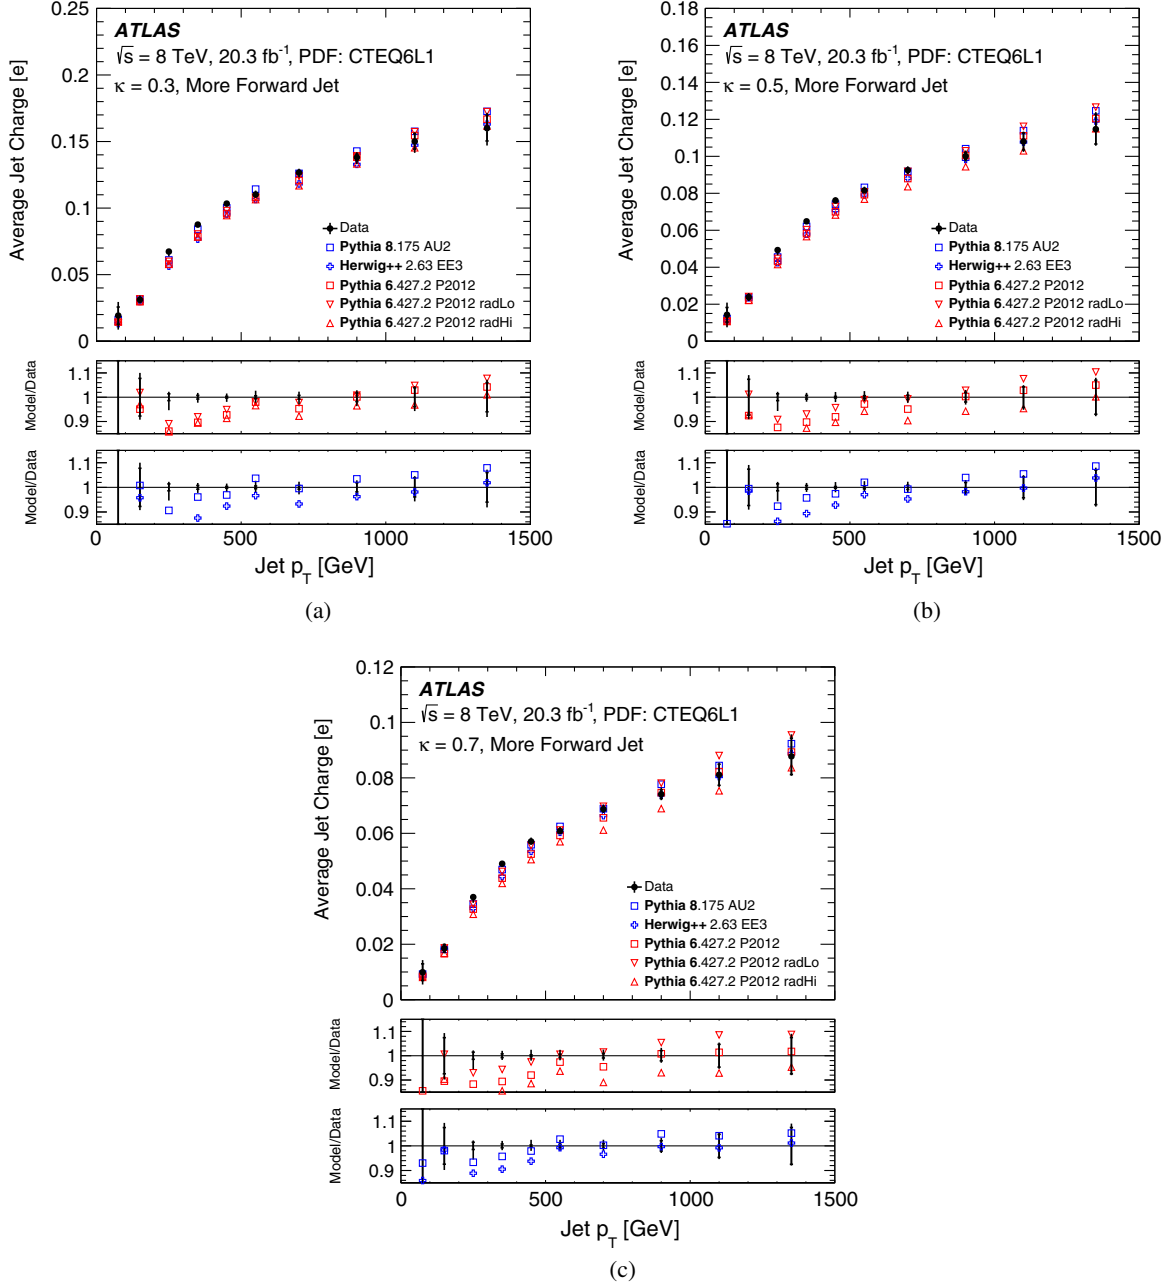 0.25
0.2
0.15
0.1
0.05
0
Average Jet Charge [e]
ATLAS
√s = 8 TeV, 20.3 fb⁻¹, PDF: CTEQ6L1
κ = 0.3, More Forward Jet
Data
Pythia 8.175 AU2
Herwig++ 2.63 EE3
Pythia 6.427.2 P2012
Pythia 6.427.2 P2012 radLo
Pythia 6.427.2 P2012 radHi
Model/Data
1.1
1
0.9
Model/Data
1.1
1
0.9
0 500 1000 1500
Jet p_T [GeV]
(a)
0.18
0.16
0.14
0.12
0.1
0.08
0.06
0.04
0.02
0
Average Jet Charge [e]
ATLAS
√s = 8 TeV, 20.3 fb⁻¹, PDF: CTEQ6L1
κ = 0.5, More Forward Jet
Data
Pythia 8.175 AU2
Herwig++ 2.63 EE3
Pythia 6.427.2 P2012
Pythia 6.427.2 P2012 radLo
Pythia 6.427.2 P2012 radHi
Model/Data
1.1
1
0.9
Model/Data
1.1
1
0.9
0 500 1000 1500
Jet p_T [GeV]
(b)
0.12
0.1
0.08
0.06
0.04
0.02
0
Average Jet Charge [e]
ATLAS
√s = 8 TeV, 20.3 fb⁻¹, PDF: CTEQ6L1
κ = 0.7, More Forward Jet
Data
Pythia 8.175 AU2
Herwig++ 2.63 EE3
Pythia 6.427.2 P2012
Pythia 6.427.2 P2012 radLo
Pythia 6.427.2 P2012 radHi
Model/Data
1.1
1
0.9
Model/Data
1.1
1
0.9
0 500 1000 1500
Jet p_T [GeV]
(c)